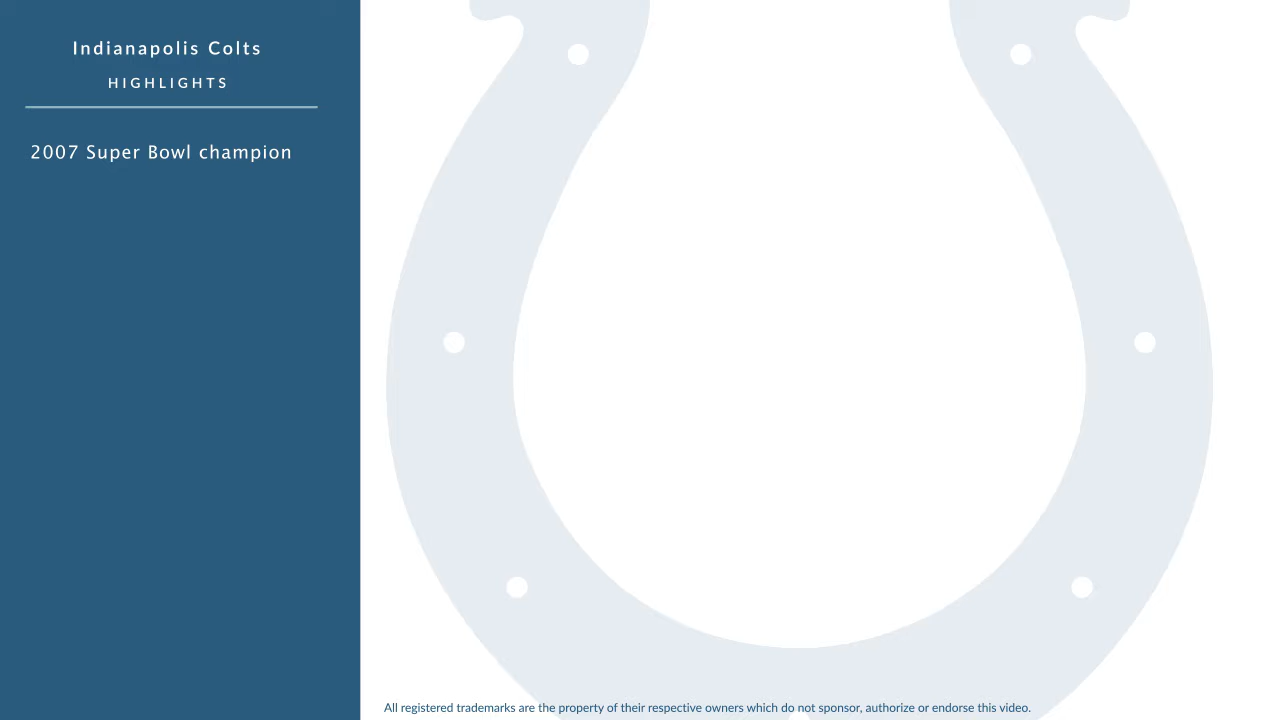 Indianapolis Colts
HIGHLIGHTS
2007 Super Bowl champion
All registered trademarks are the property of their respective owners which do not sponsor, authorize or endorse this video.